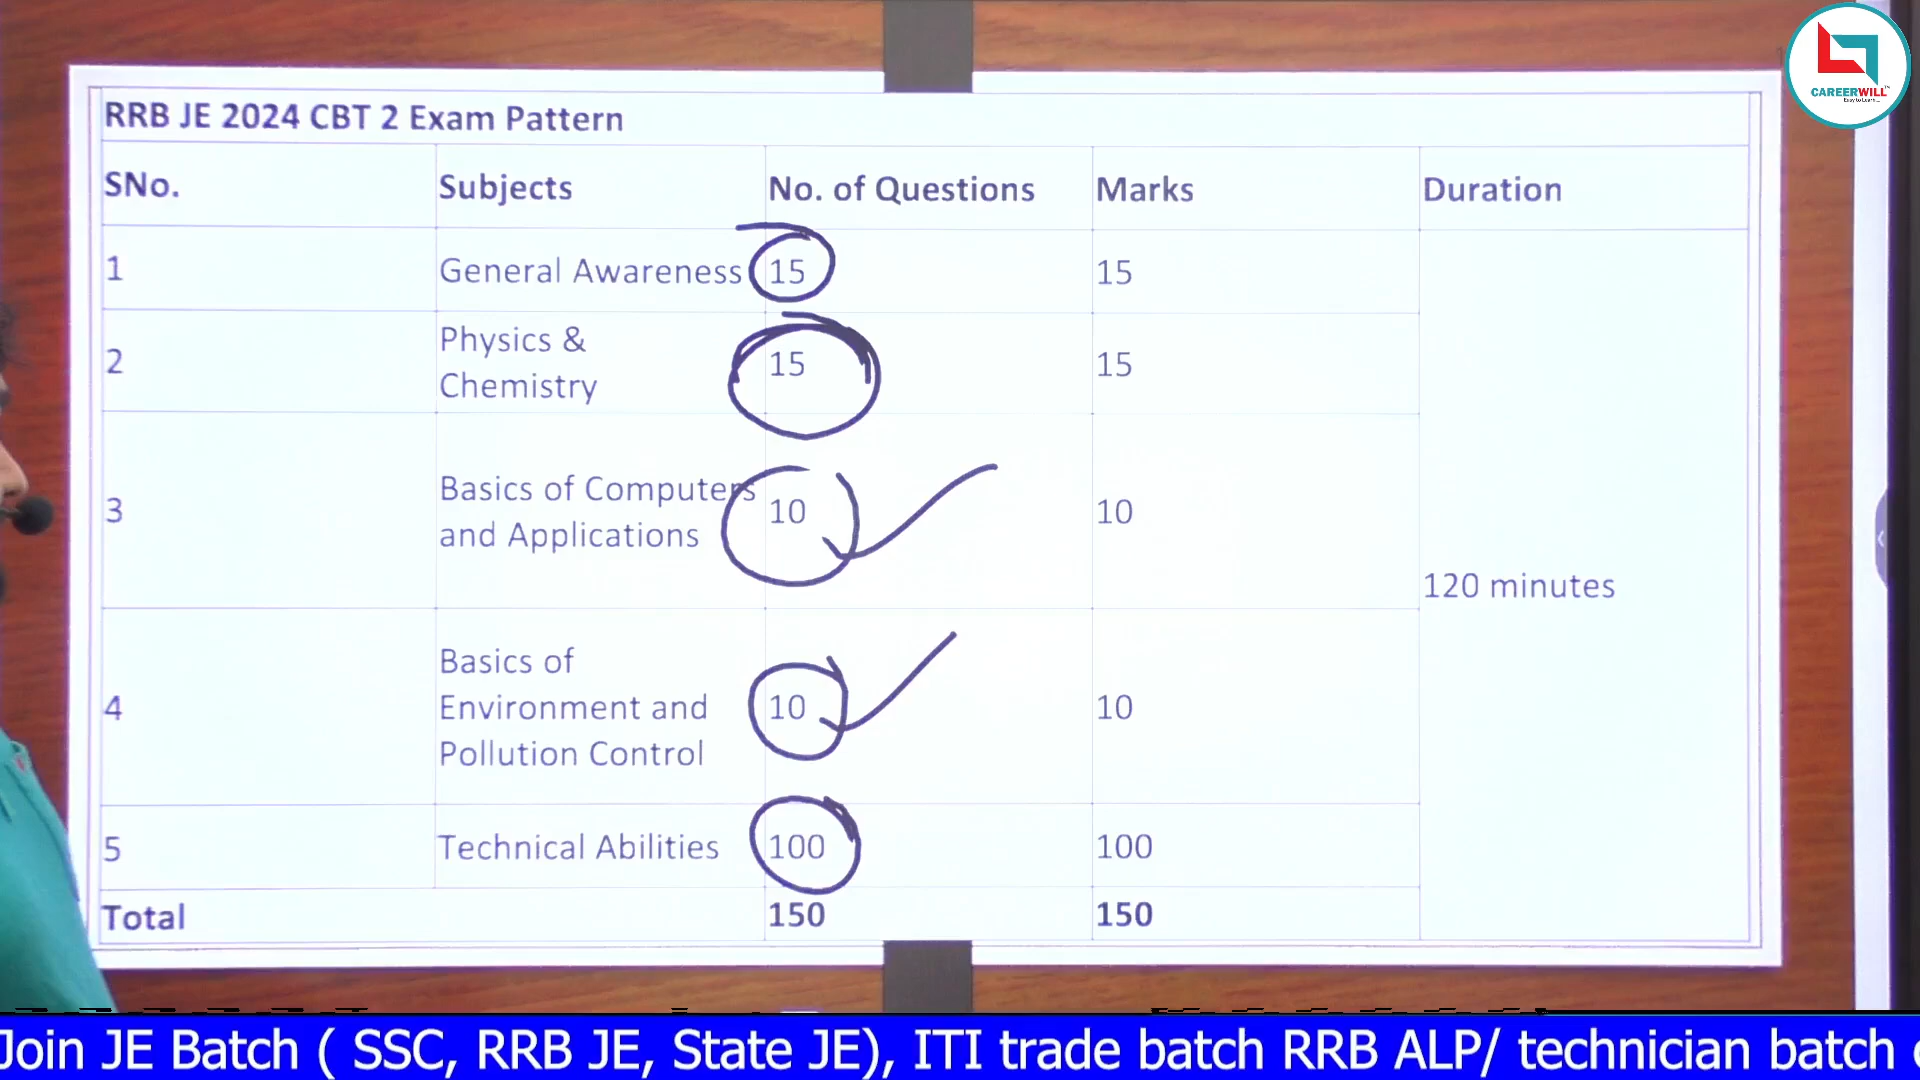 CAREERWILL
RRB JE 2024 CBT 2 Exam Pattern
SNo. Subjects No. of Questions Marks Duration
1 General Awareness 15 15
2 Physics & Chemistry 15 15
3 Basics of Computers and Applications 10 10
120 minutes
4 Basics of Environment and Pollution Control 10 10
5 Technical Abilities 100 100
Total 150 150
Join JE Batch ( SSC, RRB JE, State JE), ITI trade batch RRB ALP/ technician batch